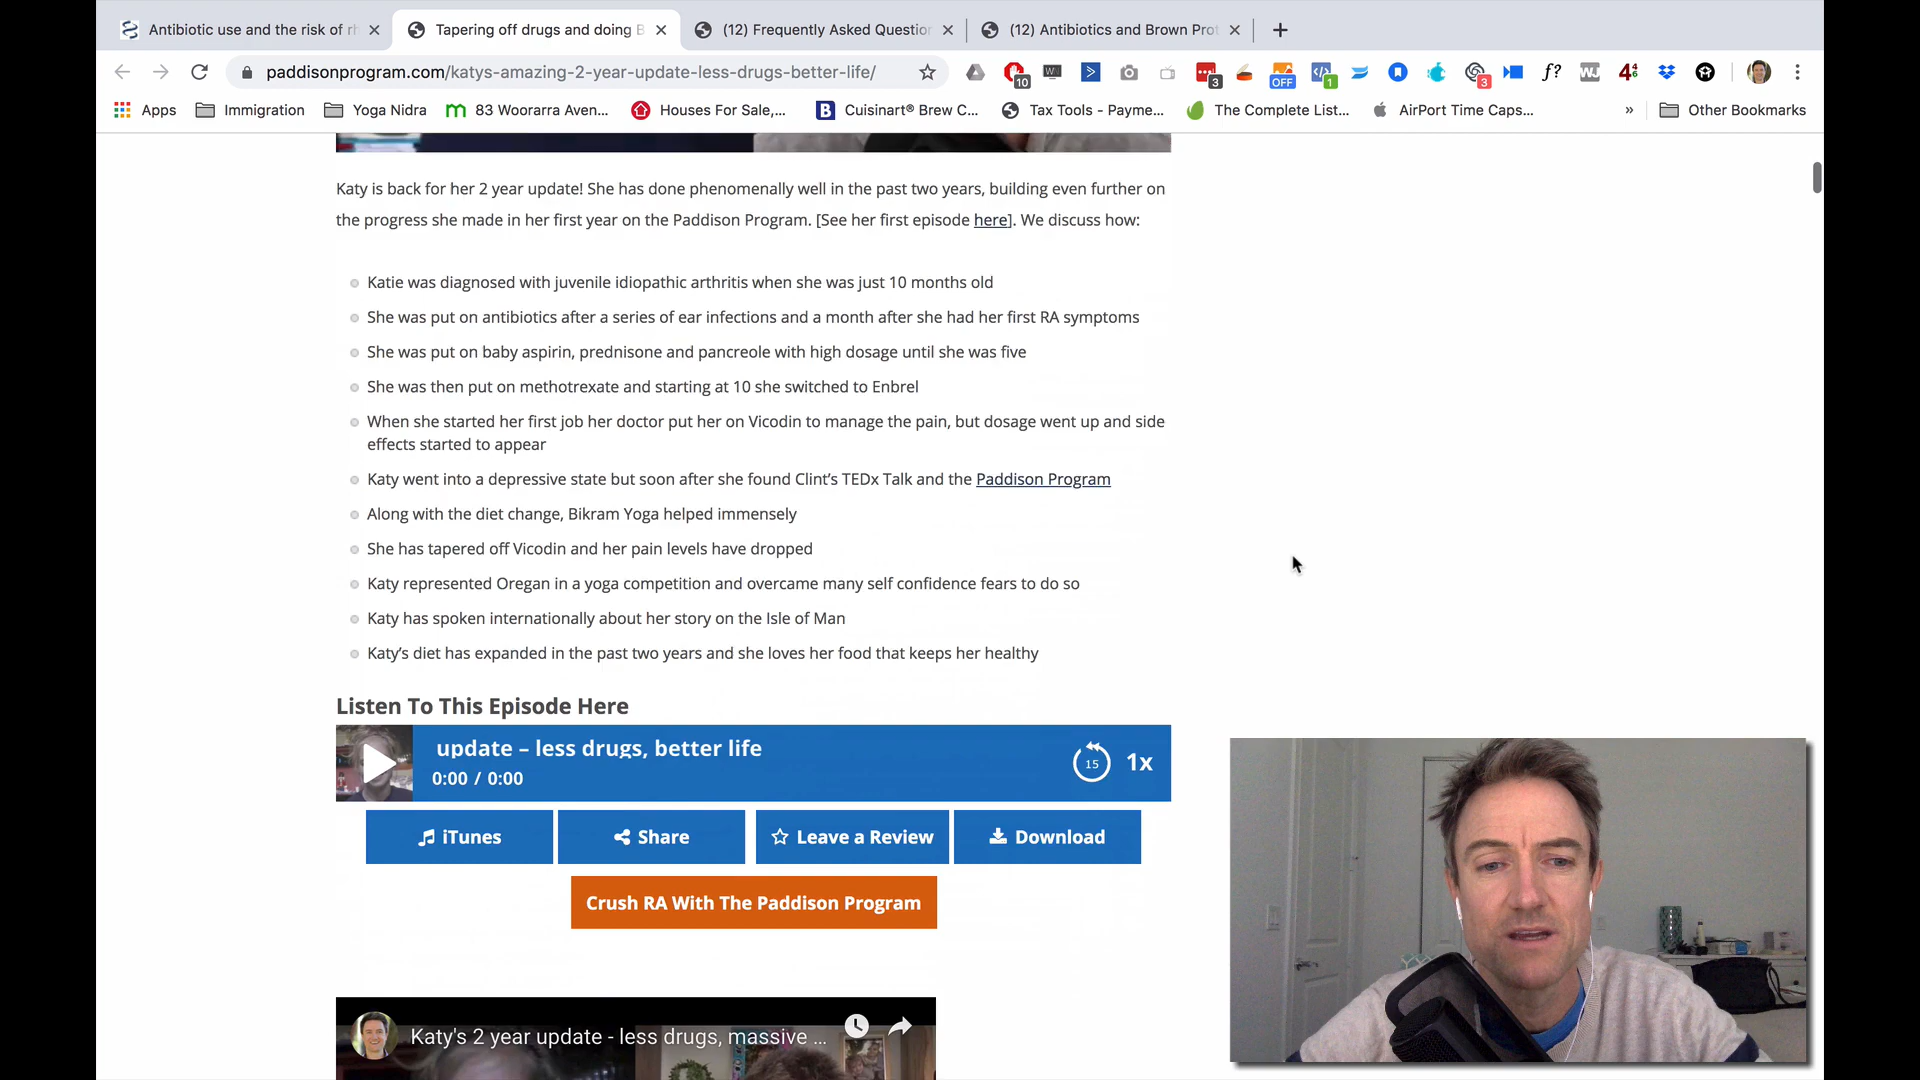 Antibiotic use and the risk of rh
Tapering off drugs and doing B
(12) Frequently Asked Question
(12) Antibiotics and Brown Prot
paddisonprogram.com/katys-amazing-2-year-update-less-drugs-better-life/
10
3
OFF
1
3
f?
WJ
Apps
Immigration
Yoga Nidra
83 Woorarra Aven...
Houses For Sale,...
Cuisinart® Brew C...
Tax Tools - Payme...
The Complete List...
AirPort Time Caps...
»
Other Bookmarks
Katy is back for her 2 year update! She has done phenomenally well in the past two years, building even further on
the progress she made in her first year on the Paddison Program. [See her first episode here]. We discuss how:
Katie was diagnosed with juvenile idiopathic arthritis when she was just 10 months old
She was put on antibiotics after a series of ear infections and a month after she had her first RA symptoms
She was put on baby aspirin, prednisone and pancreole with high dosage until she was five
She was then put on methotrexate and starting at 10 she switched to Enbrel
When she started her first job her doctor put her on Vicodin to manage the pain, but dosage went up and side
effects started to appear
Katy went into a depressive state but soon after she found Clint’s TEDx Talk and the Paddison Program
Along with the diet change, Bikram Yoga helped immensely
She has tapered off Vicodin and her pain levels have dropped
Katy represented Oregan in a yoga competition and overcame many self confidence fears to do so
Katy has spoken internationally about her story on the Isle of Man
Katy’s diet has expanded in the past two years and she loves her food that keeps her healthy
Listen To This Episode Here
update – less drugs, better life
0:00 / 0:00
15
1x
iTunes
Share
Leave a Review
Download
Crush RA With The Paddison Program
Katy's 2 year update - less drugs, massive ...